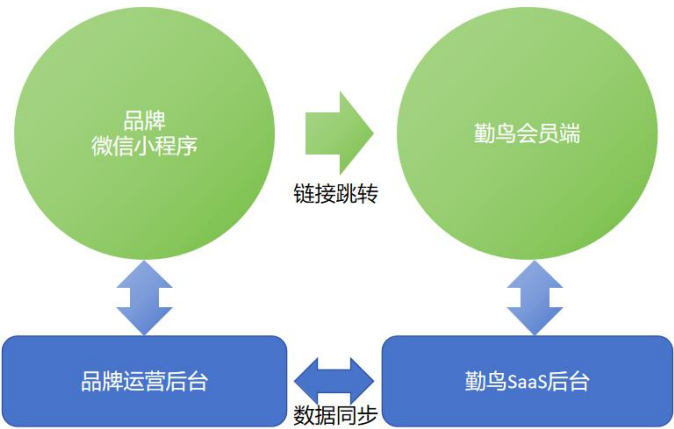 品牌
微信小程序
勤鸟会员端
链接跳转
品牌运营后台
勤鸟SaaS后台
数据同步